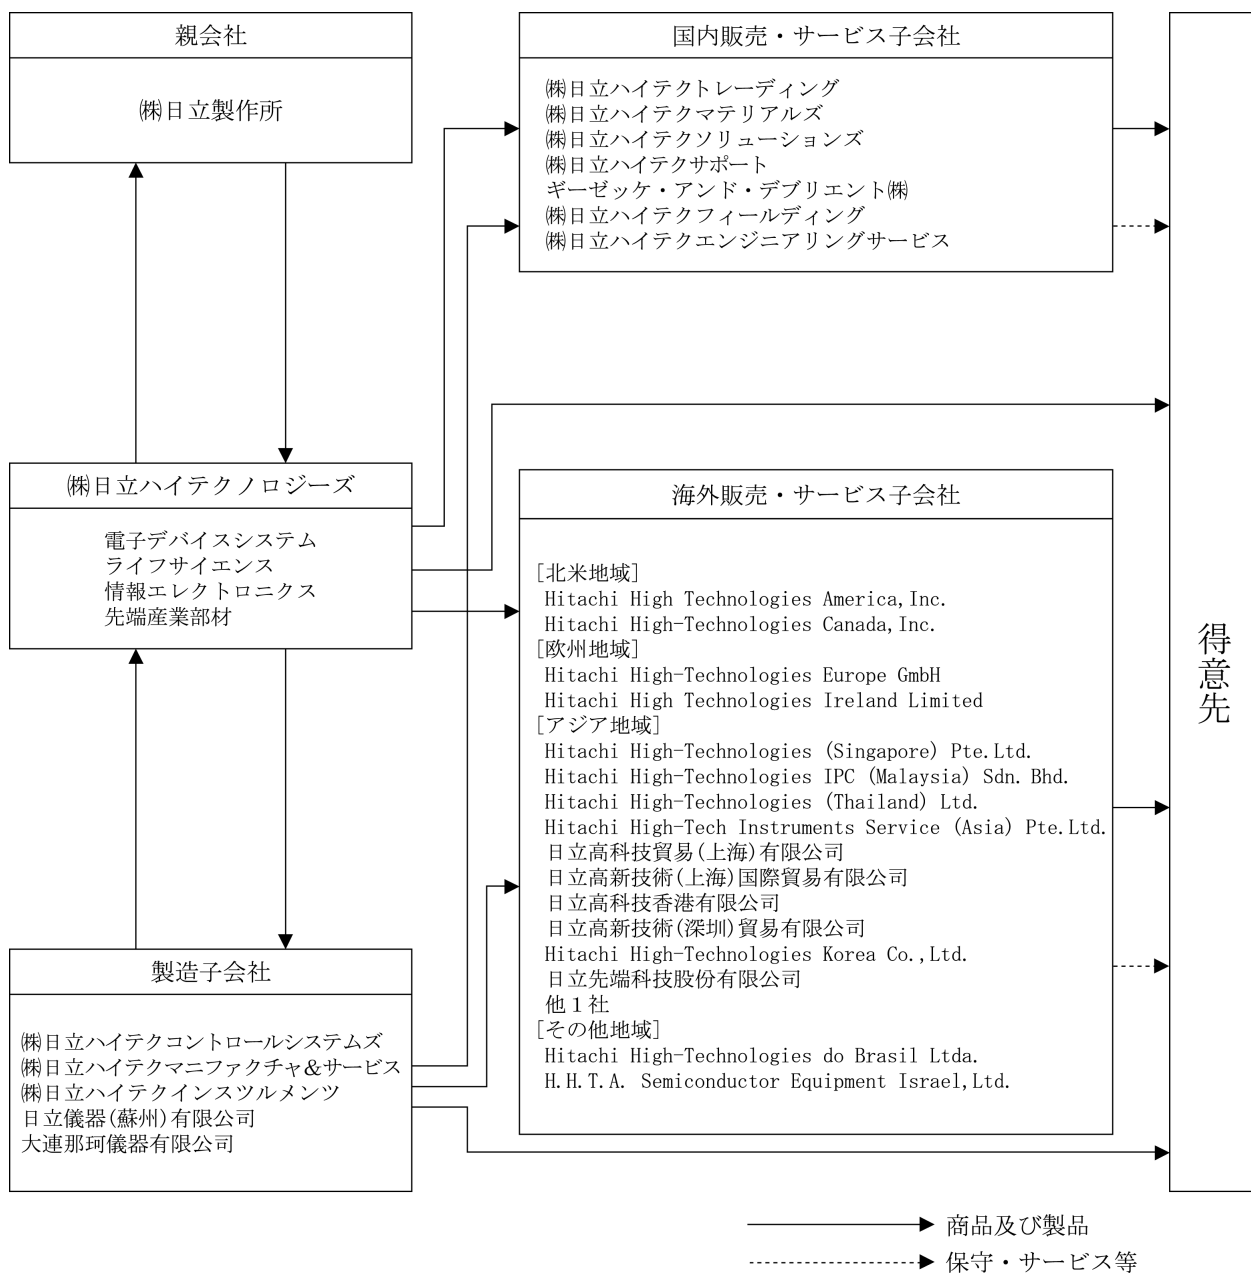 親会社
㈱日立製作所
㈱日立ハイテクノロジーズ
電子デバイスシステム
ライフサイエンス
情報エレクトロニクス
先端産業部材
製造子会社
㈱日立ハイテクコントロールシステムズ
㈱日立ハイテクマニファクチャ&サービス
㈱日立ハイテクインスツルメンツ
日立儀器(蘇州)有限公司
大連那珂儀器有限公司
国内販売・サービス子会社
㈱日立ハイテクトレーディング
㈱日立ハイテクマテリアルズ
㈱日立ハイテクソリューションズ
㈱日立ハイテクサポート
ギーゼッケ・アンド・デブリエント㈱
㈱日立ハイテクフィールディング
㈱日立ハイテクエンジニアリングサービス
海外販売・サービス子会社
[北米地域]
Hitachi High Technologies America,Inc.
Hitachi High-Technologies Canada,Inc.
[欧州地域]
Hitachi High-Technologies Europe GmbH
Hitachi High Technologies Ireland Limited
[アジア地域]
Hitachi High-Technologies (Singapore) Pte.Ltd.
Hitachi High-Technologies IPC (Malaysia) Sdn.Bhd.
Hitachi High-Technologies (Thailand) Ltd.
Hitachi High-Tech Instruments Service (Asia) Pte.Ltd.
日立高科技貿易(上海)有限公司
日立高新技術(上海)国際貿易有限公司
日立高科技香港有限公司
日立高新技術(深圳)貿易有限公司
Hitachi High-Technologies Korea Co.,Ltd.
日立先端科技股份有限公司
他１社
[その他地域]
Hitachi High-Technologies do Brasil Ltda.
H.H.T.A. Semiconductor Equipment Israel,Ltd.
得意先
商品及び製品
保守・サービス等